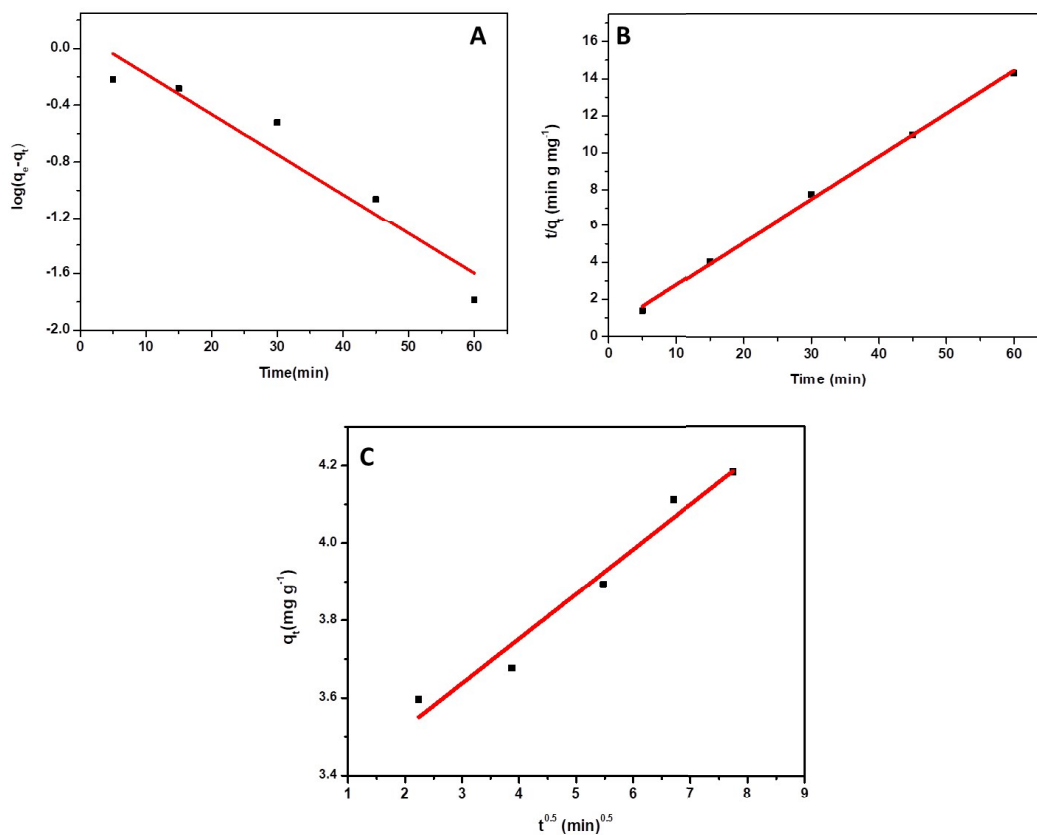 A
0.0
-0.4
-0.8
-1.2
-1.6
-2.0
log(qₑ-qₜ)
0 10 20 30 40 50 60
Time(min)
B
16
14
12
10
8
6
4
2
0
t/qₜ (min g mg⁻¹)
0 10 20 30 40 50 60
Time (min)
C
4.2
4.0
3.8
3.6
3.4
qₜ(mg g⁻¹)
1 2 3 4 5 6 7 8 9
t⁰·⁵ (min)⁰·⁵